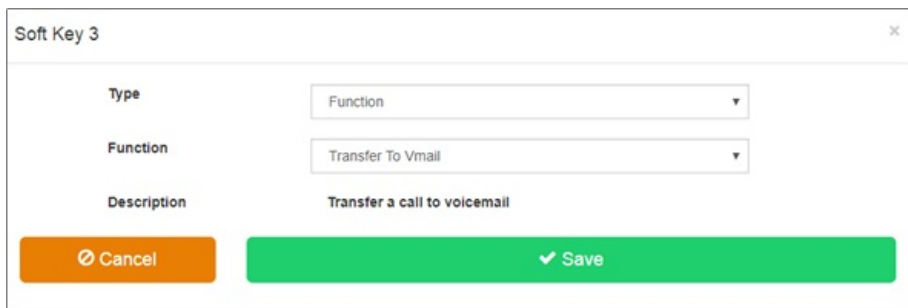 Soft Key 3
Type Function
Function Transfer To Vmail
Description Transfer a call to voicemail
Cancel Save